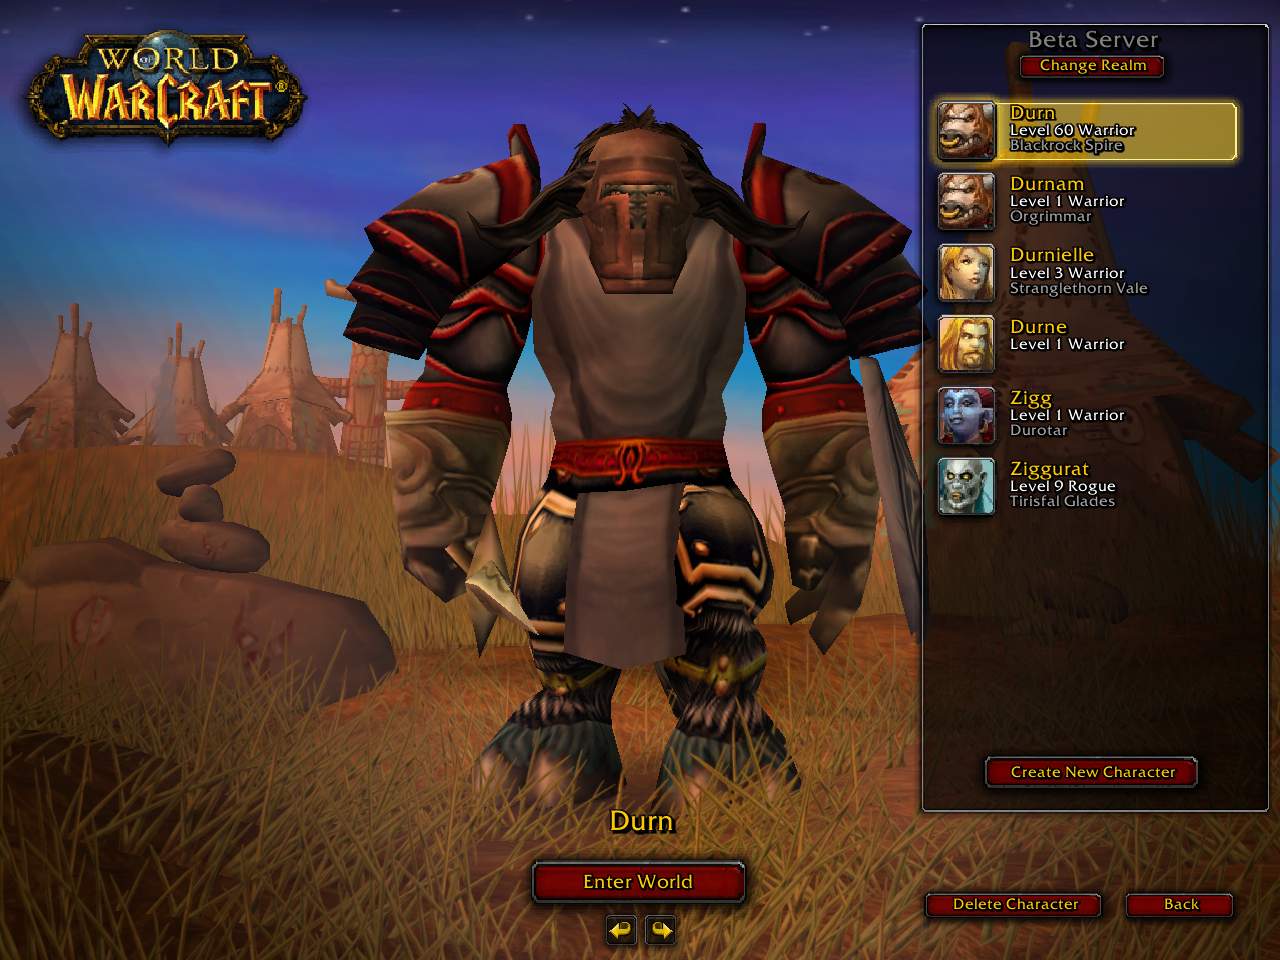 WORLD
OF
WARCRAFT®
Beta Server
Change Realm
Durn
Level 60 Warrior
Blackrock Spire
Durnam
Level 1 Warrior
Orgrimmar
Durnielle
Level 3 Warrior
Stranglethorn Vale
Durne
Level 1 Warrior
Zigg
Level 1 Warrior
Durotar
Ziggurat
Level 9 Rogue
Tirisfal Glades
Create New Character
Durn
Enter World
Delete Character
Back